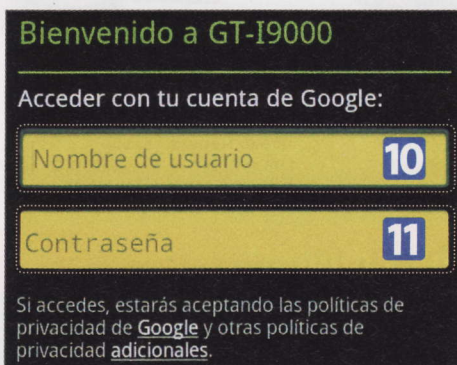 Bienvenido a GT-I9000
Acceder con tu cuenta de Google:
Nombre de usuario
10
Contraseña
11
Si accedes, estarás aceptando las políticas de
privacidad de Google y otras políticas de
privacidad adicionales.